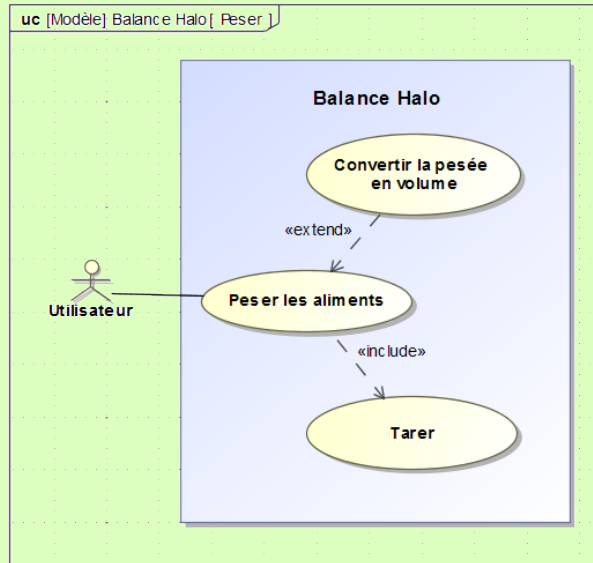 uc [Modèle] Balance Halo[ Peser ]
Balance Halo
Convertir la pesée
en volume
«extend»
Peser les aliments
Utilisateur
«include»
Tarer